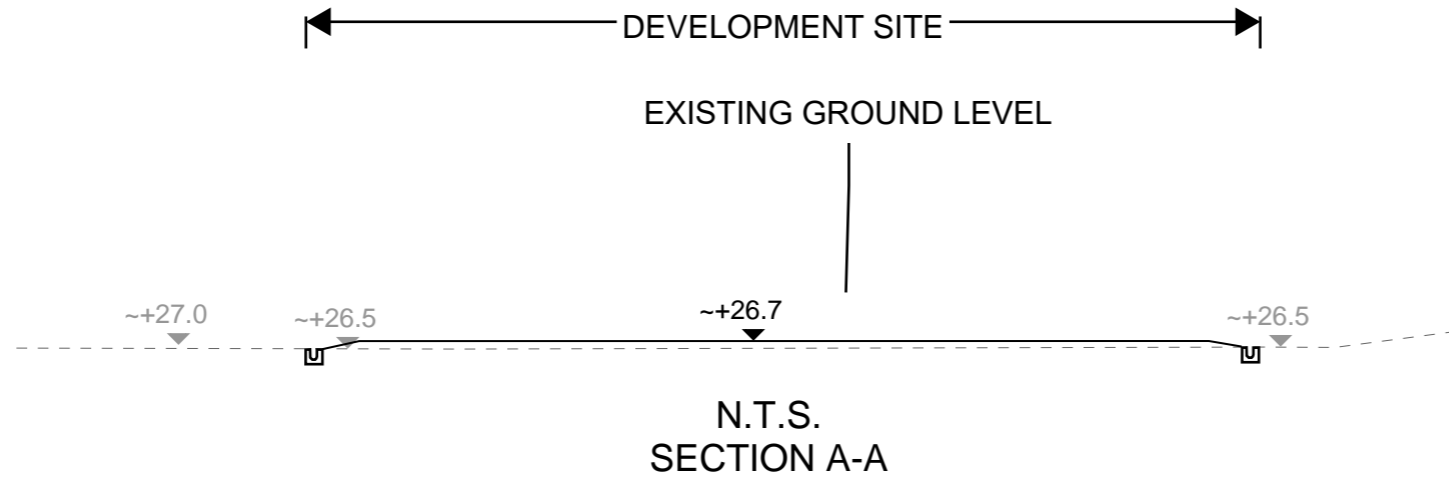 DEVELOPMENT SITE
EXISTING GROUND LEVEL
~+27.0
~+26.5
~+26.7
~+26.5
N.T.S.
SECTION A-A